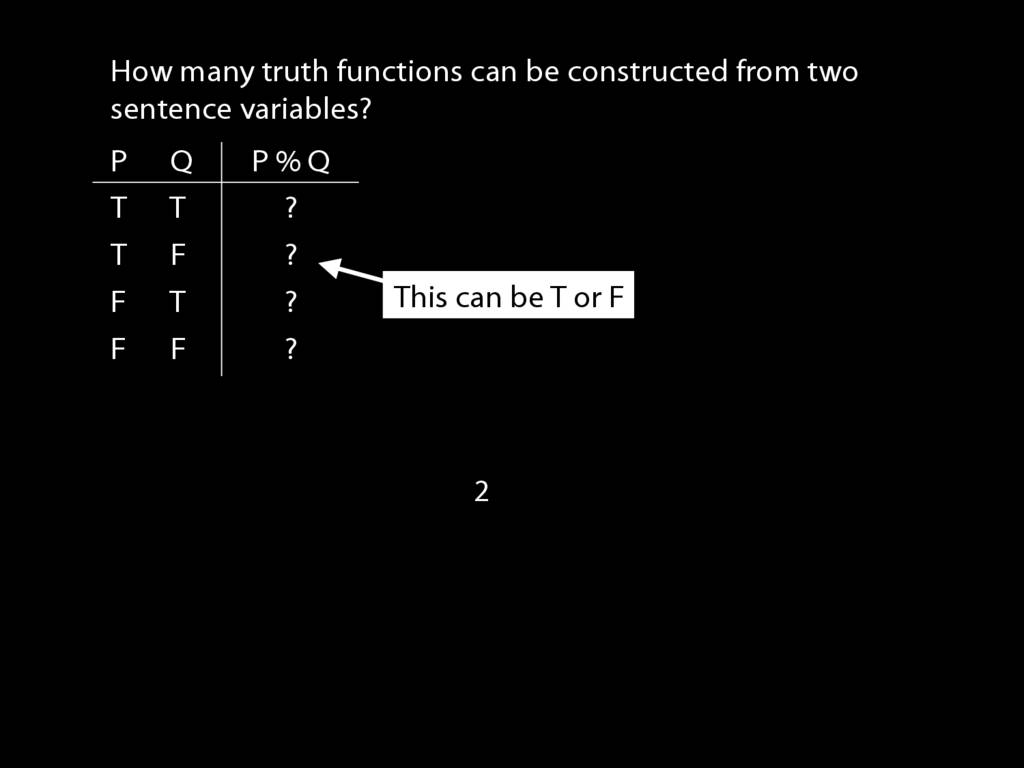 How many truth functions can be constructed from two
sentence variables?
P Q P % Q
T T ?
T F ?
This can be T or F
F T ?
F F ?
2